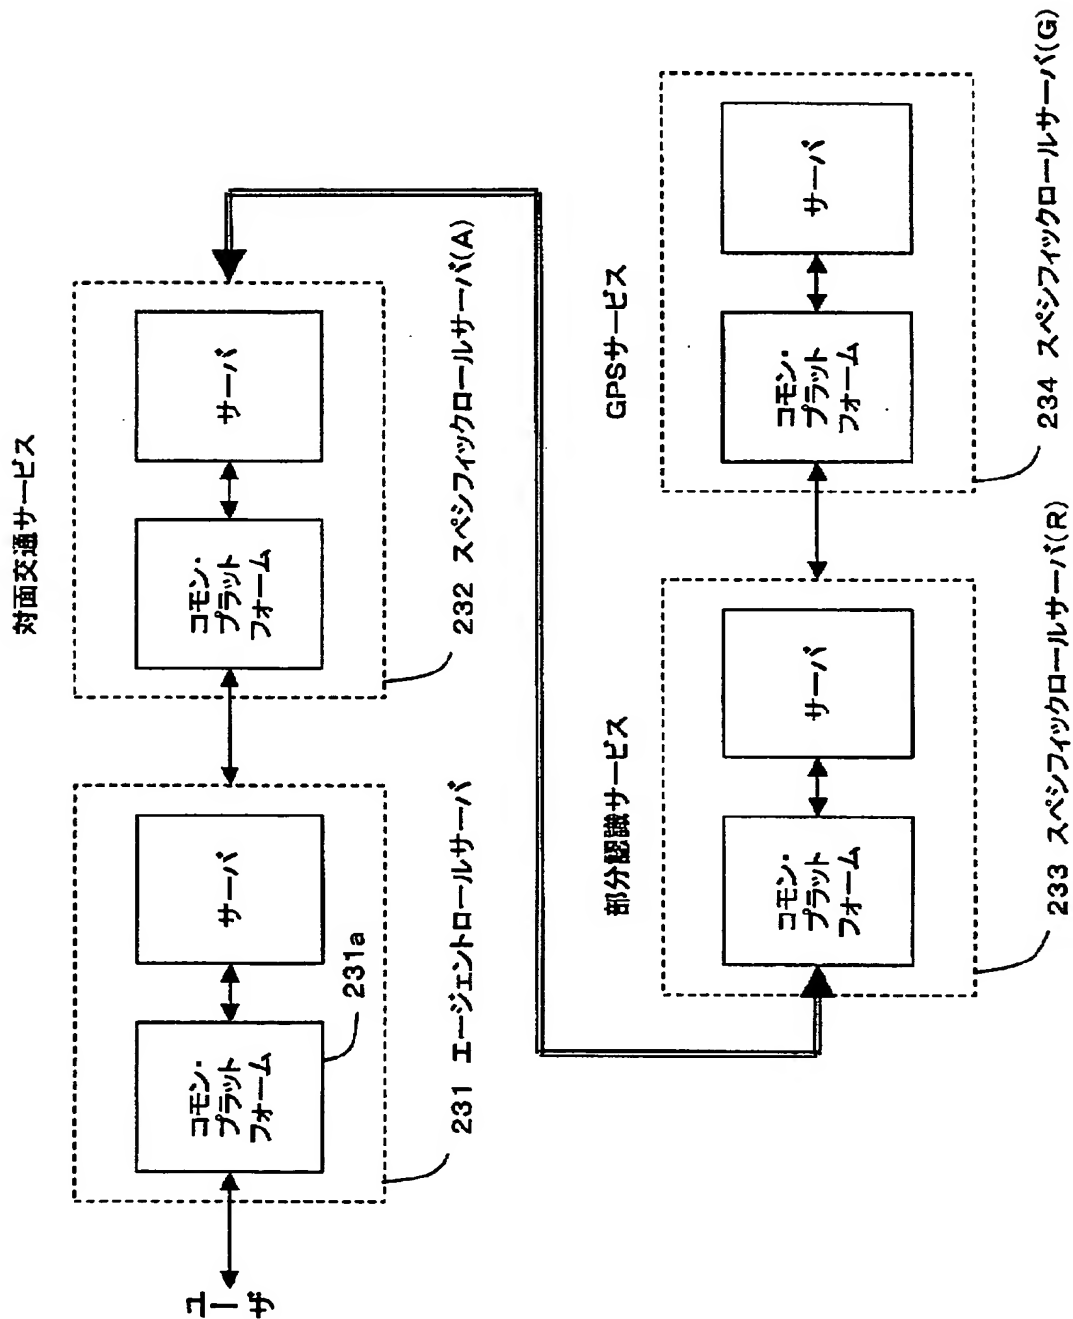 ユーザ
コモン・
プラット
フォーム
サーバ
231a
231 エージェントロールサーバ
対面交通サービス
コモン・
プラット
フォーム
サーバ
232 スペシフィックロールサーバ(A)
部分認識サービス
コモン・
プラット
フォーム
サーバ
233 スペシフィックロールサーバ(R)
GPSサービス
コモン・
プラット
フォーム
サーバ
234 スペシフィックロールサーバ(G)